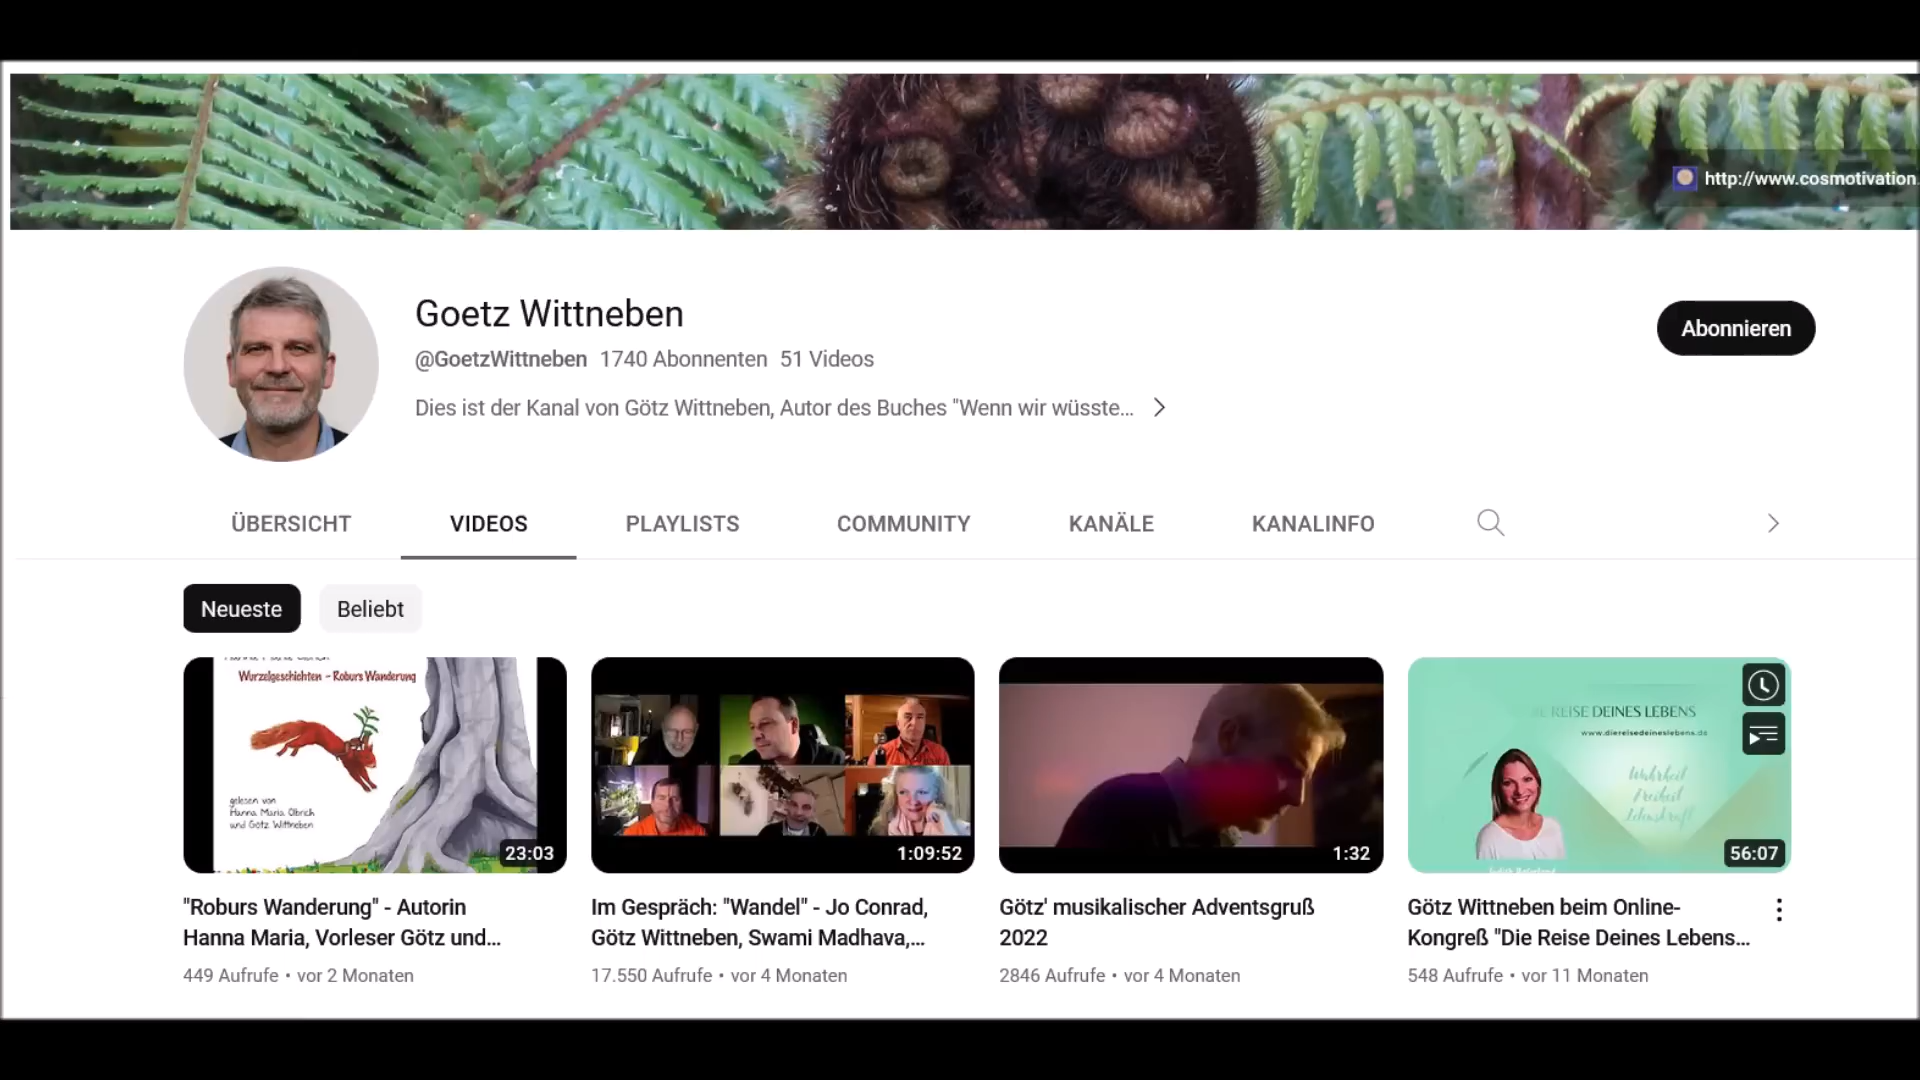 http://www.cosmotivation.
Goetz Wittneben
@GoetzWittneben 1740 Abonnenten 51 Videos
Dies ist der Kanal von Götz Wittneben, Autor des Buches "Wenn wir wüsste...
Abonnieren
ÜBERSICHT VIDEOS PLAYLISTS COMMUNITY KANÄLE KANALINFO
Neueste Beliebt
Wurzelgeschichten - Roburs Wanderung
gelesen von
Hanna Maria Olbrich
und Götz Wittneben
23:03
1:09:52
1:32
REISE DEINES LEBENS
www.diereisedeineslebens.de
Wahrheit
Freiheit
Lebenskraft
56:07
"Roburs Wanderung" - Autorin
Hanna Maria, Vorleser Götz und...
449 Aufrufe • vor 2 Monaten
Im Gespräch: "Wandel" - Jo Conrad,
Götz Wittneben, Swami Madhava,...
17.550 Aufrufe • vor 4 Monaten
Götz' musikalischer Adventsgruß
2022
2846 Aufrufe • vor 4 Monaten
Götz Wittneben beim Online-
Kongreß "Die Reise Deines Lebens...
548 Aufrufe • vor 11 Monaten